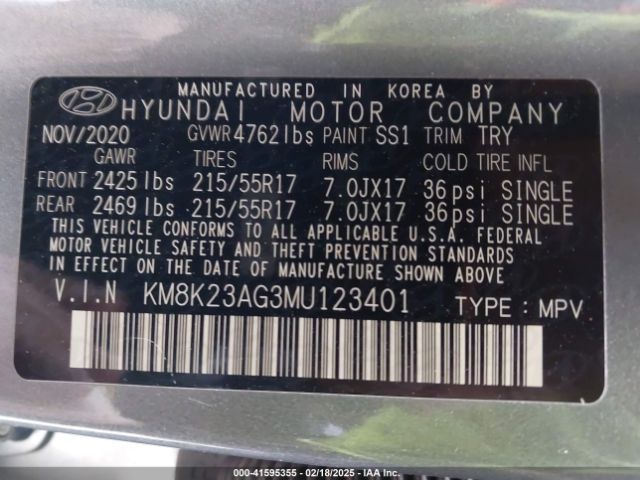 MANUFACTURED IN KOREA BY
HYUNDAI MOTOR COMPANY
NOV/2020 GVWR 4762 lbs PAINT SS1 TRIM TRY
GAWR TIRES RIMS COLD TIRE INFL
FRONT 2425 lbs 215/55R17 7.0JX17 36psi SINGLE
REAR 2469 lbs 215/55R17 7.0JX17 36psi SINGLE
THIS VEHICLE CONFORMS TO ALL APPLICABLE U.S.A. FEDERAL
MOTOR VEHICLE SAFETY AND THEFT PREVENTION STANDARDS
IN EFFECT ON THE DATE OF MANUFACTURE SHOWN ABOVE.
V.I.N KM8K23AG3MU123401 TYPE : MPV
000-41595355 - 02/18/2025 - IAA Inc.